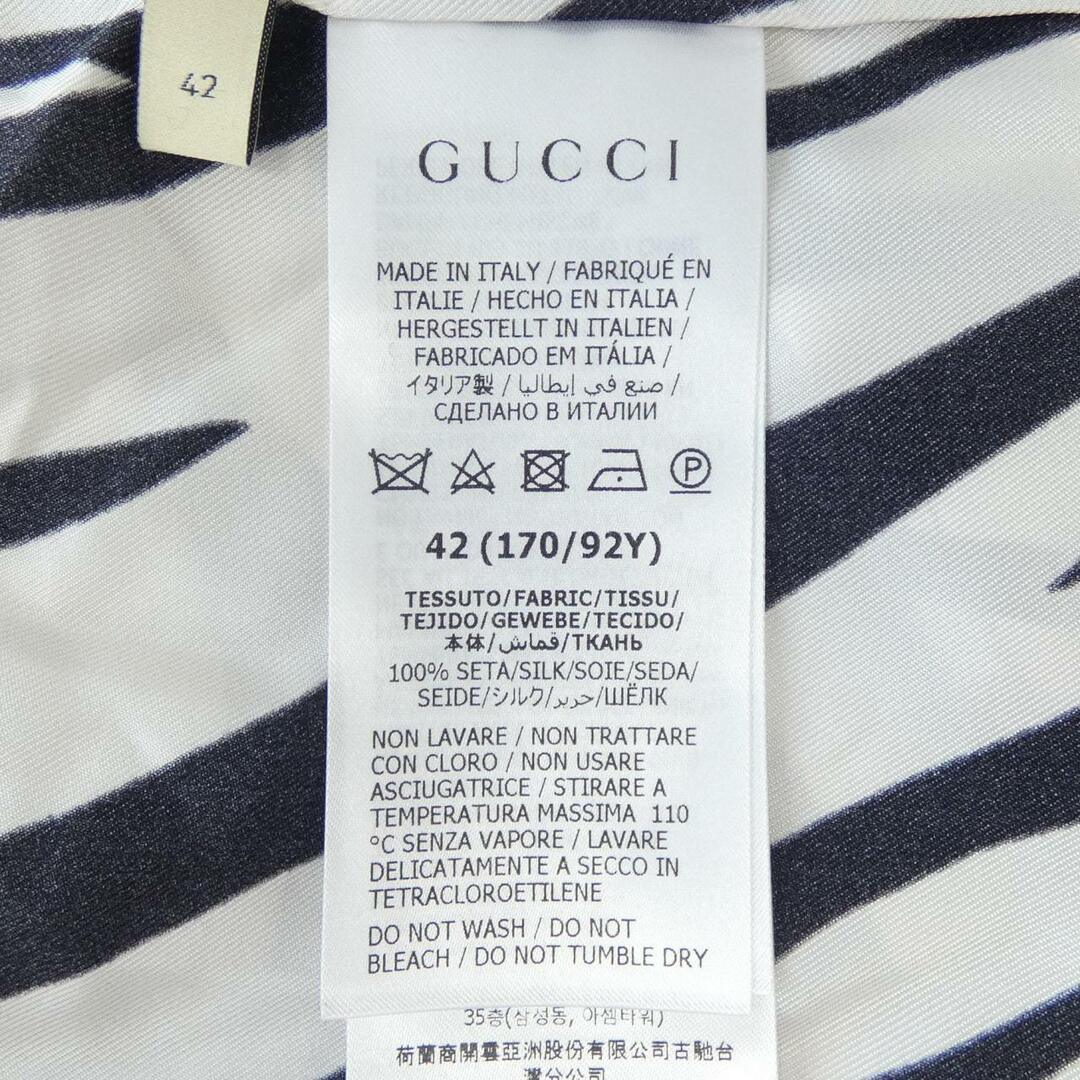 42
GUCCI
MADE IN ITALY / FABRIQUÉ EN
ITALIE / HECHO EN ITALIA /
HERGESTELLT IN ITALIEN /
FABRICADO EM ITÁLIA /
イタリア製 / صنع في إيطاليا /
СДЕЛАНО В ИТАЛИИ
P
42 (170/92Y)
TESSUTO/FABRIC/TISSU/
TEJIDO/GEWEBE/TECIDO/
本体/قماش/ТКАНЬ
100% SETA/SILK/SOIE/SEDA/
SEIDE/シルク/حرير/ШЁЛК
NON LAVARE / NON TRATTARE
CON CLORO / NON USARE
ASCIUGATRICE / STIRARE A
TEMPERATURA MASSIMA 110
°C SENZA VAPORE / LAVARE
DELICATAMENTE A SECCO IN
TETRACLOROETILENE
DO NOT WASH / DO NOT
BLEACH / DO NOT TUMBLE DRY
35층(삼성동, 아셈타워)
荷蘭商開雲亞洲股份有限公司古馳台
灣分公司